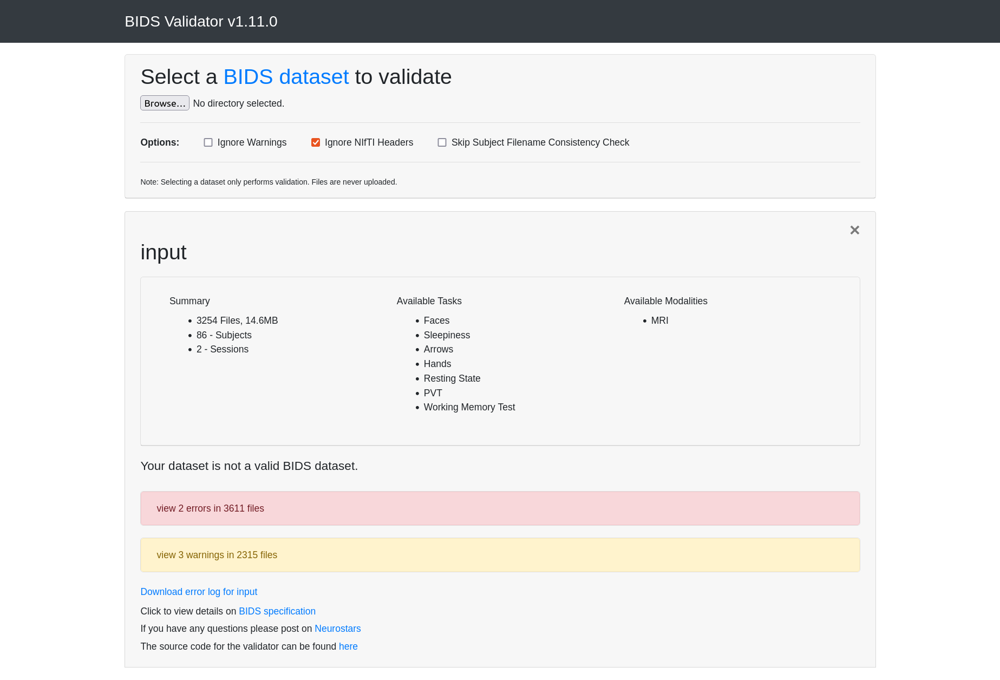 BIDS Validator v1.11.0
Select a BIDS dataset to validate
Browse... No directory selected.
Options: Ignore Warnings Ignore NIfTI Headers Skip Subject Filename Consistency Check
Note: Selecting a dataset only performs validation. Files are never uploaded.
input
Summary
3254 Files, 14.6MB
86 - Subjects
2 - Sessions
Available Tasks
Faces
Sleepiness
Arrows
Hands
Resting State
PVT
Working Memory Test
Available Modalities
MRI
Your dataset is not a valid BIDS dataset.
view 2 errors in 3611 files
view 3 warnings in 2315 files
Download error log for input
Click to view details on BIDS specification
If you have any questions please post on Neurostars
The source code for the validator can be found here